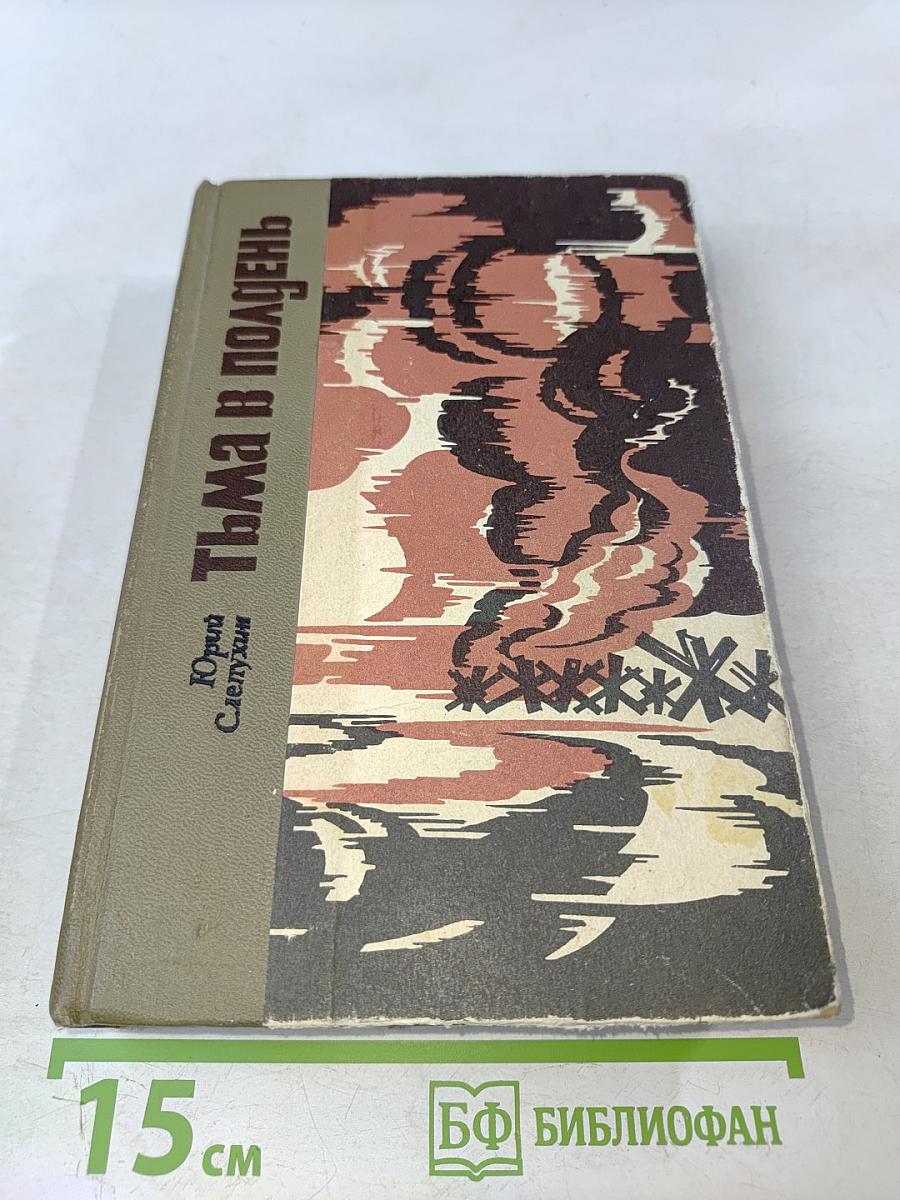 Юрий
Слепухин
Тьма в полдень
15 см
БФ БИБЛИОФАН